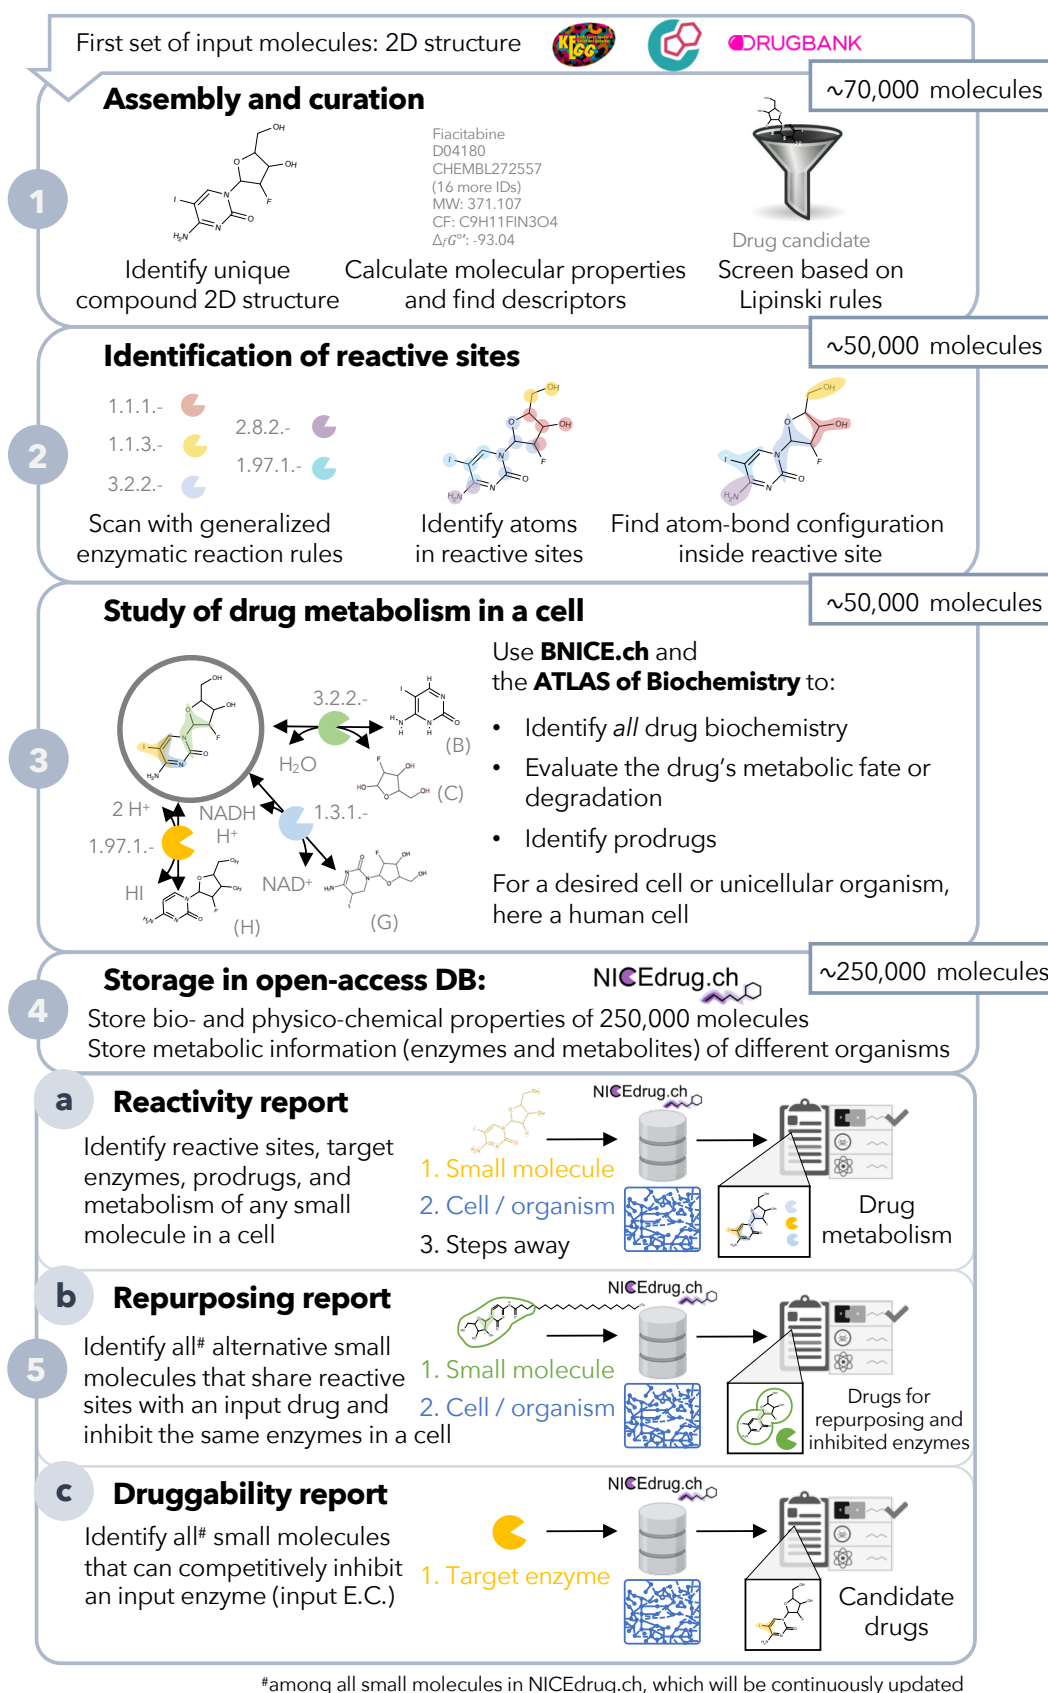 First set of input molecules: 2D structure
KEGG
DRUGBANK
~70,000 molecules
Assembly and curation
Fiacitabine
D04180
CHEMBL272557
(16 more IDs)
MW: 371.107
CF: C9H11FIN3O4
ΔfG°': -93.04
OH
O
OH
N
I
F
N
O
H2N
1
Drug candidate
Identify unique
compound 2D structure
Calculate molecular properties
and find descriptors
Screen based on
Lipinski rules
~50,000 molecules
Identification of reactive sites
1.1.1.-
1.1.3.-
3.2.2.-
2.8.2.-
1.97.1.-
2
Scan with generalized
enzymatic reaction rules
Identify atoms
in reactive sites
Find atom-bond configuration
inside reactive site
~50,000 molecules
Study of drug metabolism in a cell
3
3.2.2.-
H2O
(B)
(C)
2 H+
NADH
H+
1.3.1.-
1.97.1.-
HI
NAD+
(H)
(G)
Use BNICE.ch and
the ATLAS of Biochemistry to:
• Identify all drug biochemistry
• Evaluate the drug's metabolic fate or
degradation
• Identify prodrugs
For a desired cell or unicellular organism,
here a human cell
~250,000 molecules
Storage in open-access DB:
NICEdrug.ch
4
Store bio- and physico-chemical properties of 250,000 molecules
Store metabolic information (enzymes and metabolites) of different organisms
5
a
Reactivity report
Identify reactive sites, target
enzymes, prodrugs, and
metabolism of any small
molecule in a cell
1. Small molecule
2. Cell / organism
3. Steps away
NICEdrug.ch
Drug
metabolism
b
Repurposing report
Identify all# alternative small
molecules that share reactive
sites with an input drug and
inhibit the same enzymes in a cell
1. Small molecule
2. Cell / organism
NICEdrug.ch
Drugs for
repurposing and
inhibited enzymes
c
Druggability report
Identify all# small molecules
that can competitively inhibit
an input enzyme (input E.C.)
1. Target enzyme
NICEdrug.ch
Candidate
drugs
#among all small molecules in NICEdrug.ch, which will be continuously updated